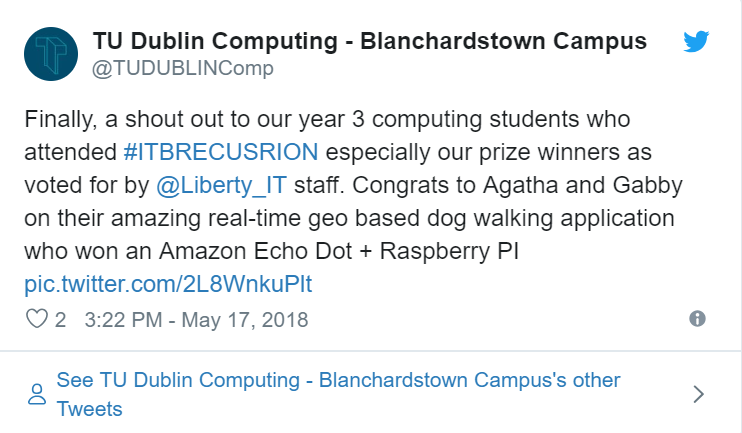 TU Dublin Computing - Blanchardstown Campus
@TUDUBLINComp
Finally, a shout out to our year 3 computing students who
attended #ITBRECUSRION especially our prize winners as
voted for by @Liberty_IT staff. Congrats to Agatha and Gabby
on their amazing real-time geo based dog walking application
who won an Amazon Echo Dot + Raspberry PI
pic.twitter.com/2L8WnkuPlt
2 3:22 PM - May 17, 2018
See TU Dublin Computing - Blanchardstown Campus's other
Tweets